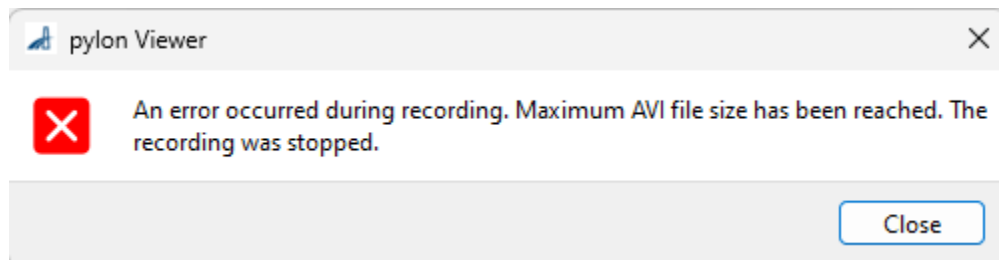 pylon Viewer
An error occurred during recording. Maximum AVI file size has been reached. The
recording was stopped.
Close